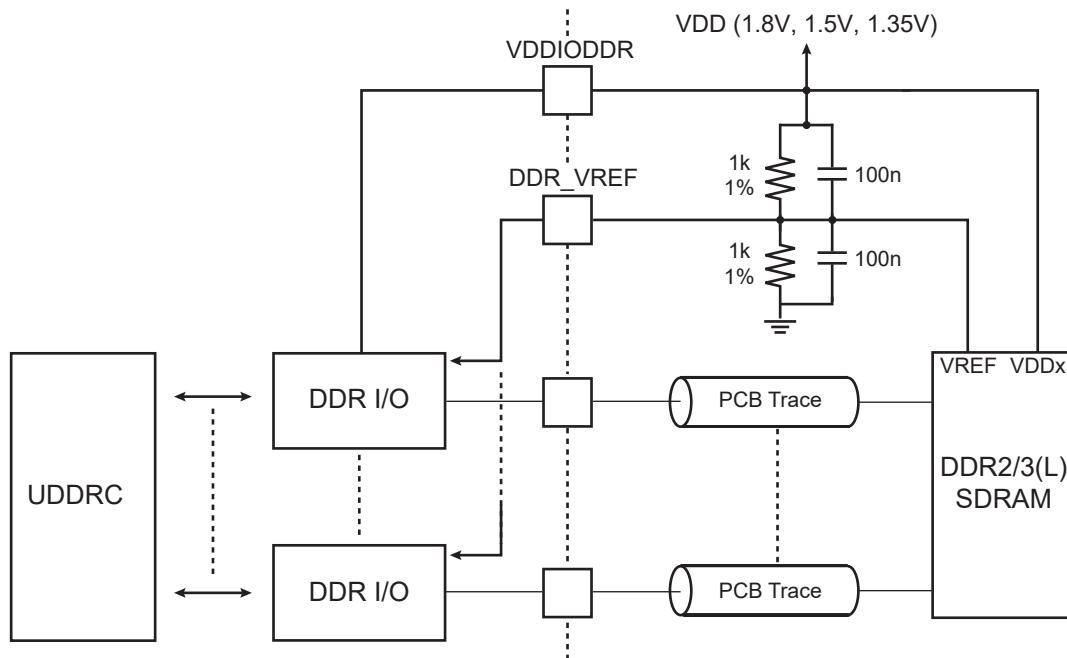 VDD (1.8V, 1.5V, 1.35V)
VDDIODDR
1k
1%
100n
DDR_VREF
1k
1%
100n
VREF VDDx
DDR I/O
PCB Trace
UDDRC
DDR2/3(L)
SDRAM
DDR I/O
PCB Trace